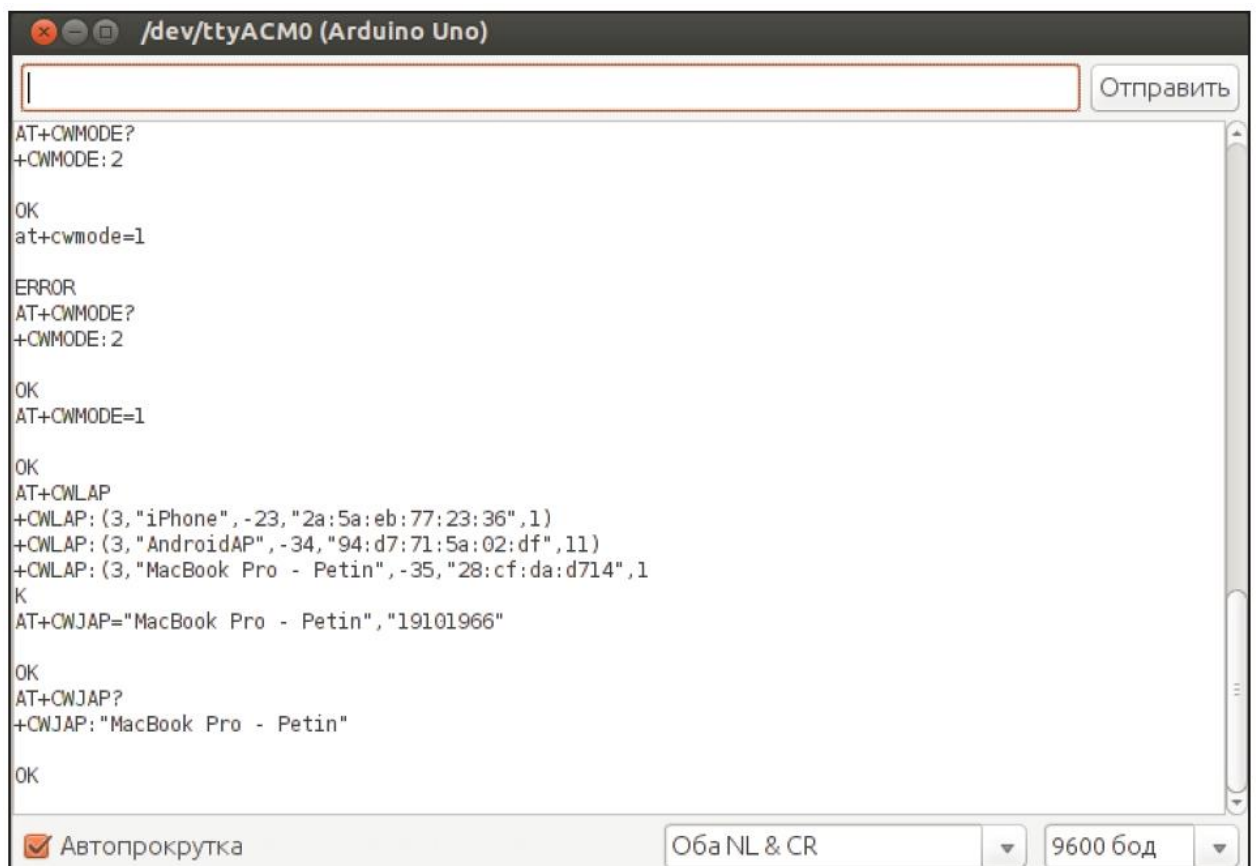 /dev/ttyACM0 (Arduino Uno)
Отправить
AT+CWMODE?
+CWMODE:2
OK
at+cwmode=1
ERROR
AT+CWMODE?
+CWMODE:2
OK
AT+CWMODE=1
OK
AT+CWLAP
+CWLAP:(3,"iPhone",-23,"2a:5a:eb:77:23:36",1)
+CWLAP:(3,"AndroidAP",-34,"94:d7:71:5a:02:df",11)
+CWLAP:(3,"MacBook Pro - Petin",-35,"28:cf:da:d714",1
K
AT+CWJAP="MacBook Pro - Petin","19101966"
OK
AT+CWJAP?
+CWJAP:"MacBook Pro - Petin"
OK
Автопрокрутка
Оба NL & CR
9600 бод